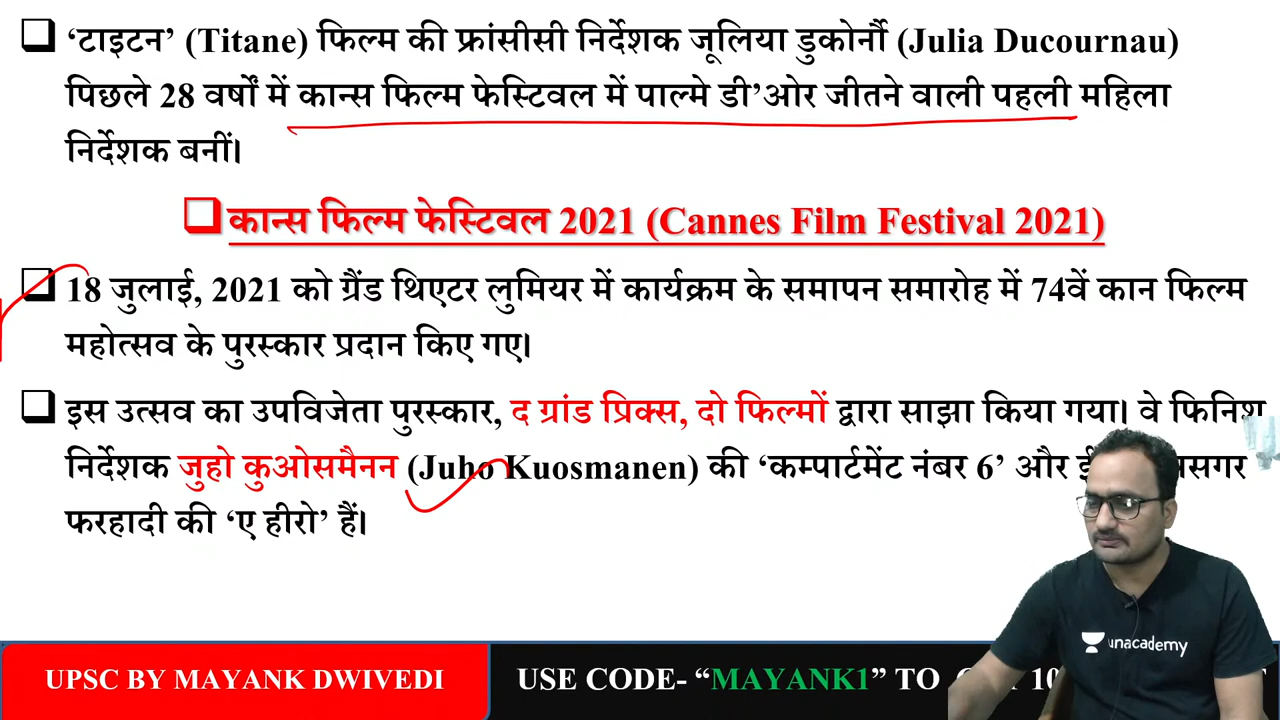 ‘टाइटन’ (Titane) फिल्म की फ्रांसीसी निर्देशक जूलिया डुकोर्नौ (Julia Ducournau)
पिछले 28 वर्षों में कान्स फिल्म फेस्टिवल में पाल्मे डी’ओर जीतने वाली पहली महिला
निर्देशक बनीं।
कान्स फिल्म फेस्टिवल 2021 (Cannes Film Festival 2021)
18 जुलाई, 2021 को ग्रैंड थिएटर लुमियर में कार्यक्रम के समापन समारोह में 74वें कान फिल्म
महोत्सव के पुरस्कार प्रदान किए गए।
इस उत्सव का उपविजेता पुरस्कार, द ग्रांड प्रिक्स, दो फिल्मों द्वारा साझा किया गया। वे फिनिश
निर्देशक जुहो कुओसमैनन (Juho Kuosmanen) की ‘कम्पार्टमेंट नंबर 6’ और
फरहादी की ‘ए हीरो’ हैं।
unacademy
UPSC BY MAYANK DWIVEDI
USE CODE- “MAYANK1” TO